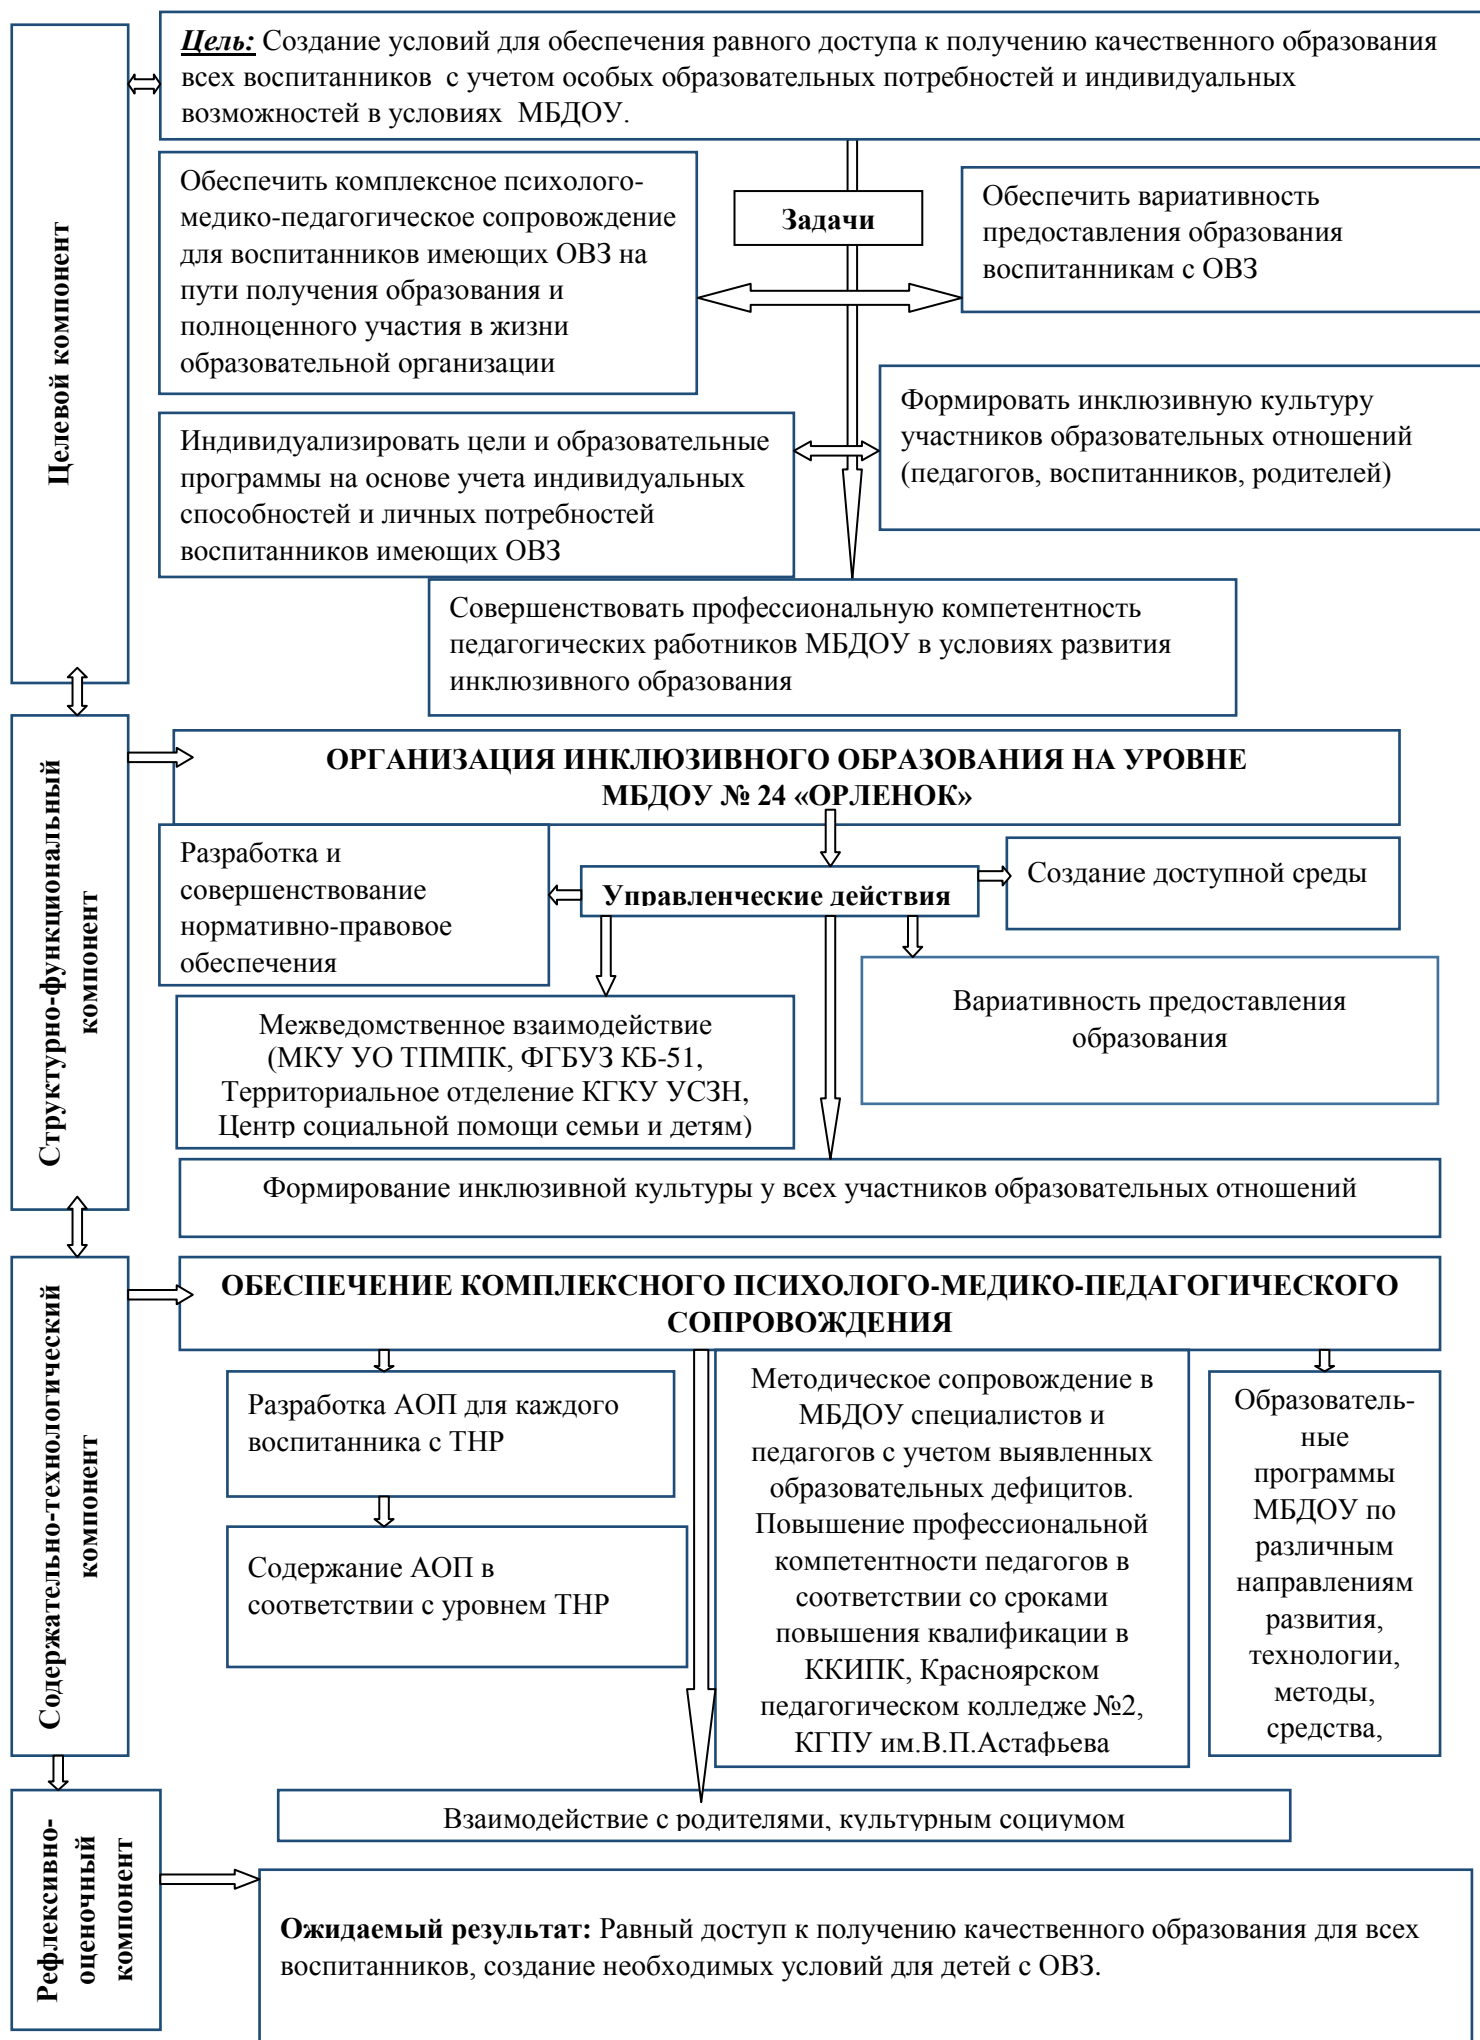 Целевой компонент
Цель: Создание условий для обеспечения равного доступа к получению качественного образования
всех воспитанников с учетом особых образовательных потребностей и индивидуальных
возможностей в условиях МБДОУ.
Задачи
Обеспечить комплексное психолого-
медико-педагогическое сопровождение
для воспитанников имеющих ОВЗ на
пути получения образования и
полноценного участия в жизни
образовательной организации
Обеспечить вариативность
предоставления образования
воспитанникам с ОВЗ
Индивидуализировать цели и образовательные
программы на основе учета индивидуальных
способностей и личных потребностей
воспитанников имеющих ОВЗ
Формировать инклюзивную культуру
участников образовательных отношений
(педагогов, воспитанников, родителей)
Совершенствовать профессиональную компетентность
педагогических работников МБДОУ в условиях развития
инклюзивного образования
Структурно-функциональный
компонент
ОРГАНИЗАЦИЯ ИНКЛЮЗИВНОГО ОБРАЗОВАНИЯ НА УРОВНЕ
МБДОУ № 24 «ОРЛЕНОК»
Разработка и
совершенствование
нормативно-правовое
обеспечения
Управленческие действия
Создание доступной среды
Межведомственное взаимодействие
(МКУ УО ТПМПК, ФГБУЗ КБ-51,
Территориальное отделение КГКУ УСЗН,
Центр социальной помощи семьи и детям)
Вариативность предоставления
образования
Формирование инклюзивной культуры у всех участников образовательных отношений
Содержательно-технологический
компонент
ОБЕСПЕЧЕНИЕ КОМПЛЕКСНОГО ПСИХОЛОГО-МЕДИКО-ПЕДАГОГИЧЕСКОГО
СОПРОВОЖДЕНИЯ
Разработка АОП для каждого
воспитанника с ТНР
Содержание АОП в
соответствии с уровнем ТНР
Методическое сопровождение в
МБДОУ специалистов и
педагогов с учетом выявленных
образовательных дефицитов.
Повышение профессиональной
компетентности педагогов в
соответствии со сроками
повышения квалификации в
ККИПК, Красноярском
педагогическом колледже №2,
КГПУ им.В.П.Астафьева
Образователь-
ные
программы
МБДОУ по
различным
направлениям
развития,
технологии,
методы,
средства,
Взаимодействие с родителями, культурным социумом
Рефлексивно-
оценочный
компонент
Ожидаемый результат: Равный доступ к получению качественного образования для всех
воспитанников, создание необходимых условий для детей с ОВЗ.